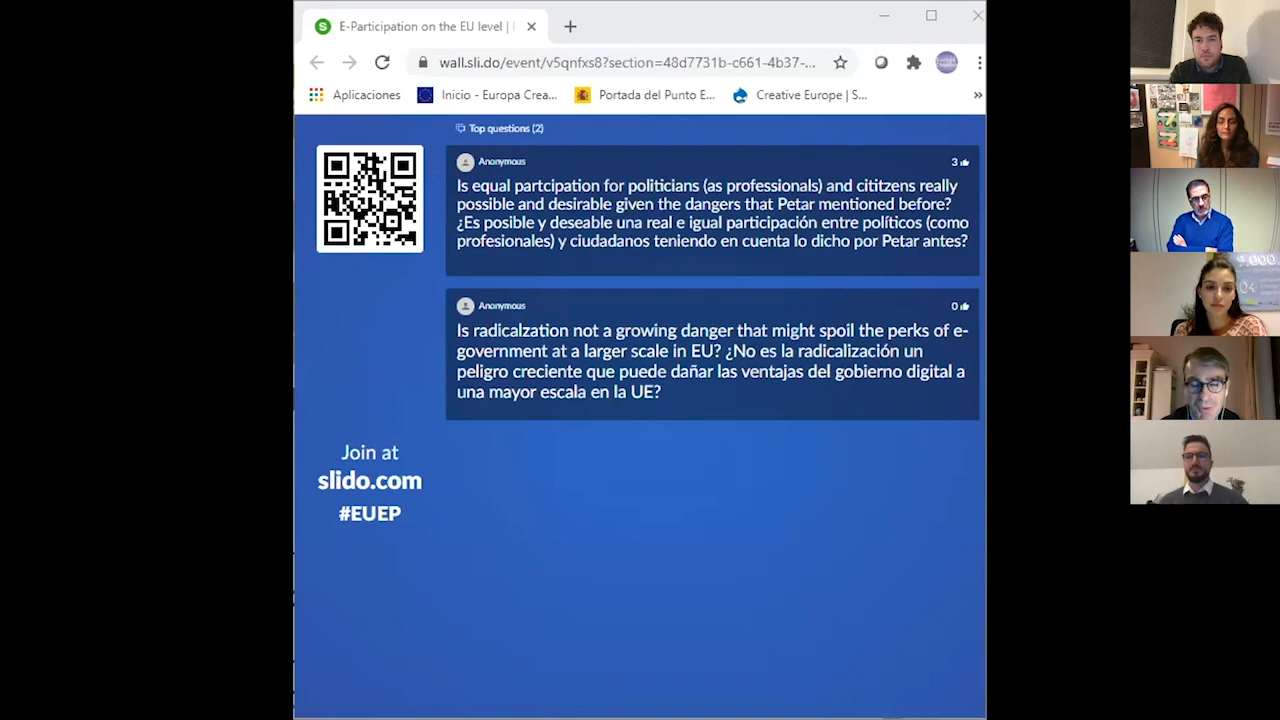 E-Participation on the EU level |
wall.sli.do/event/v5qnfxs8?section=48d7731b-c661-4b37-...
Aplicaciones
Inicio - Europa Crea...
Portada del Punto E...
Creative Europe | S...
»
Top questions (2)
Anonymous
3
Is equal partcipation for politicians (as professionals) and cititzens really
possible and desirable given the dangers that Petar mentioned before?
¿Es posible y deseable una real e igual participación entre políticos (como
profesionales) y ciudadanos teniendo en cuenta lo dicho por Petar antes?
Anonymous
0
Is radicalzation not a growing danger that might spoil the perks of e-
government at a larger scale in EU? ¿No es la radicalización un
peligro creciente que puede dañar las ventajas del gobierno digital a
una mayor escala en la UE?
Join at
slido.com
#EUEP